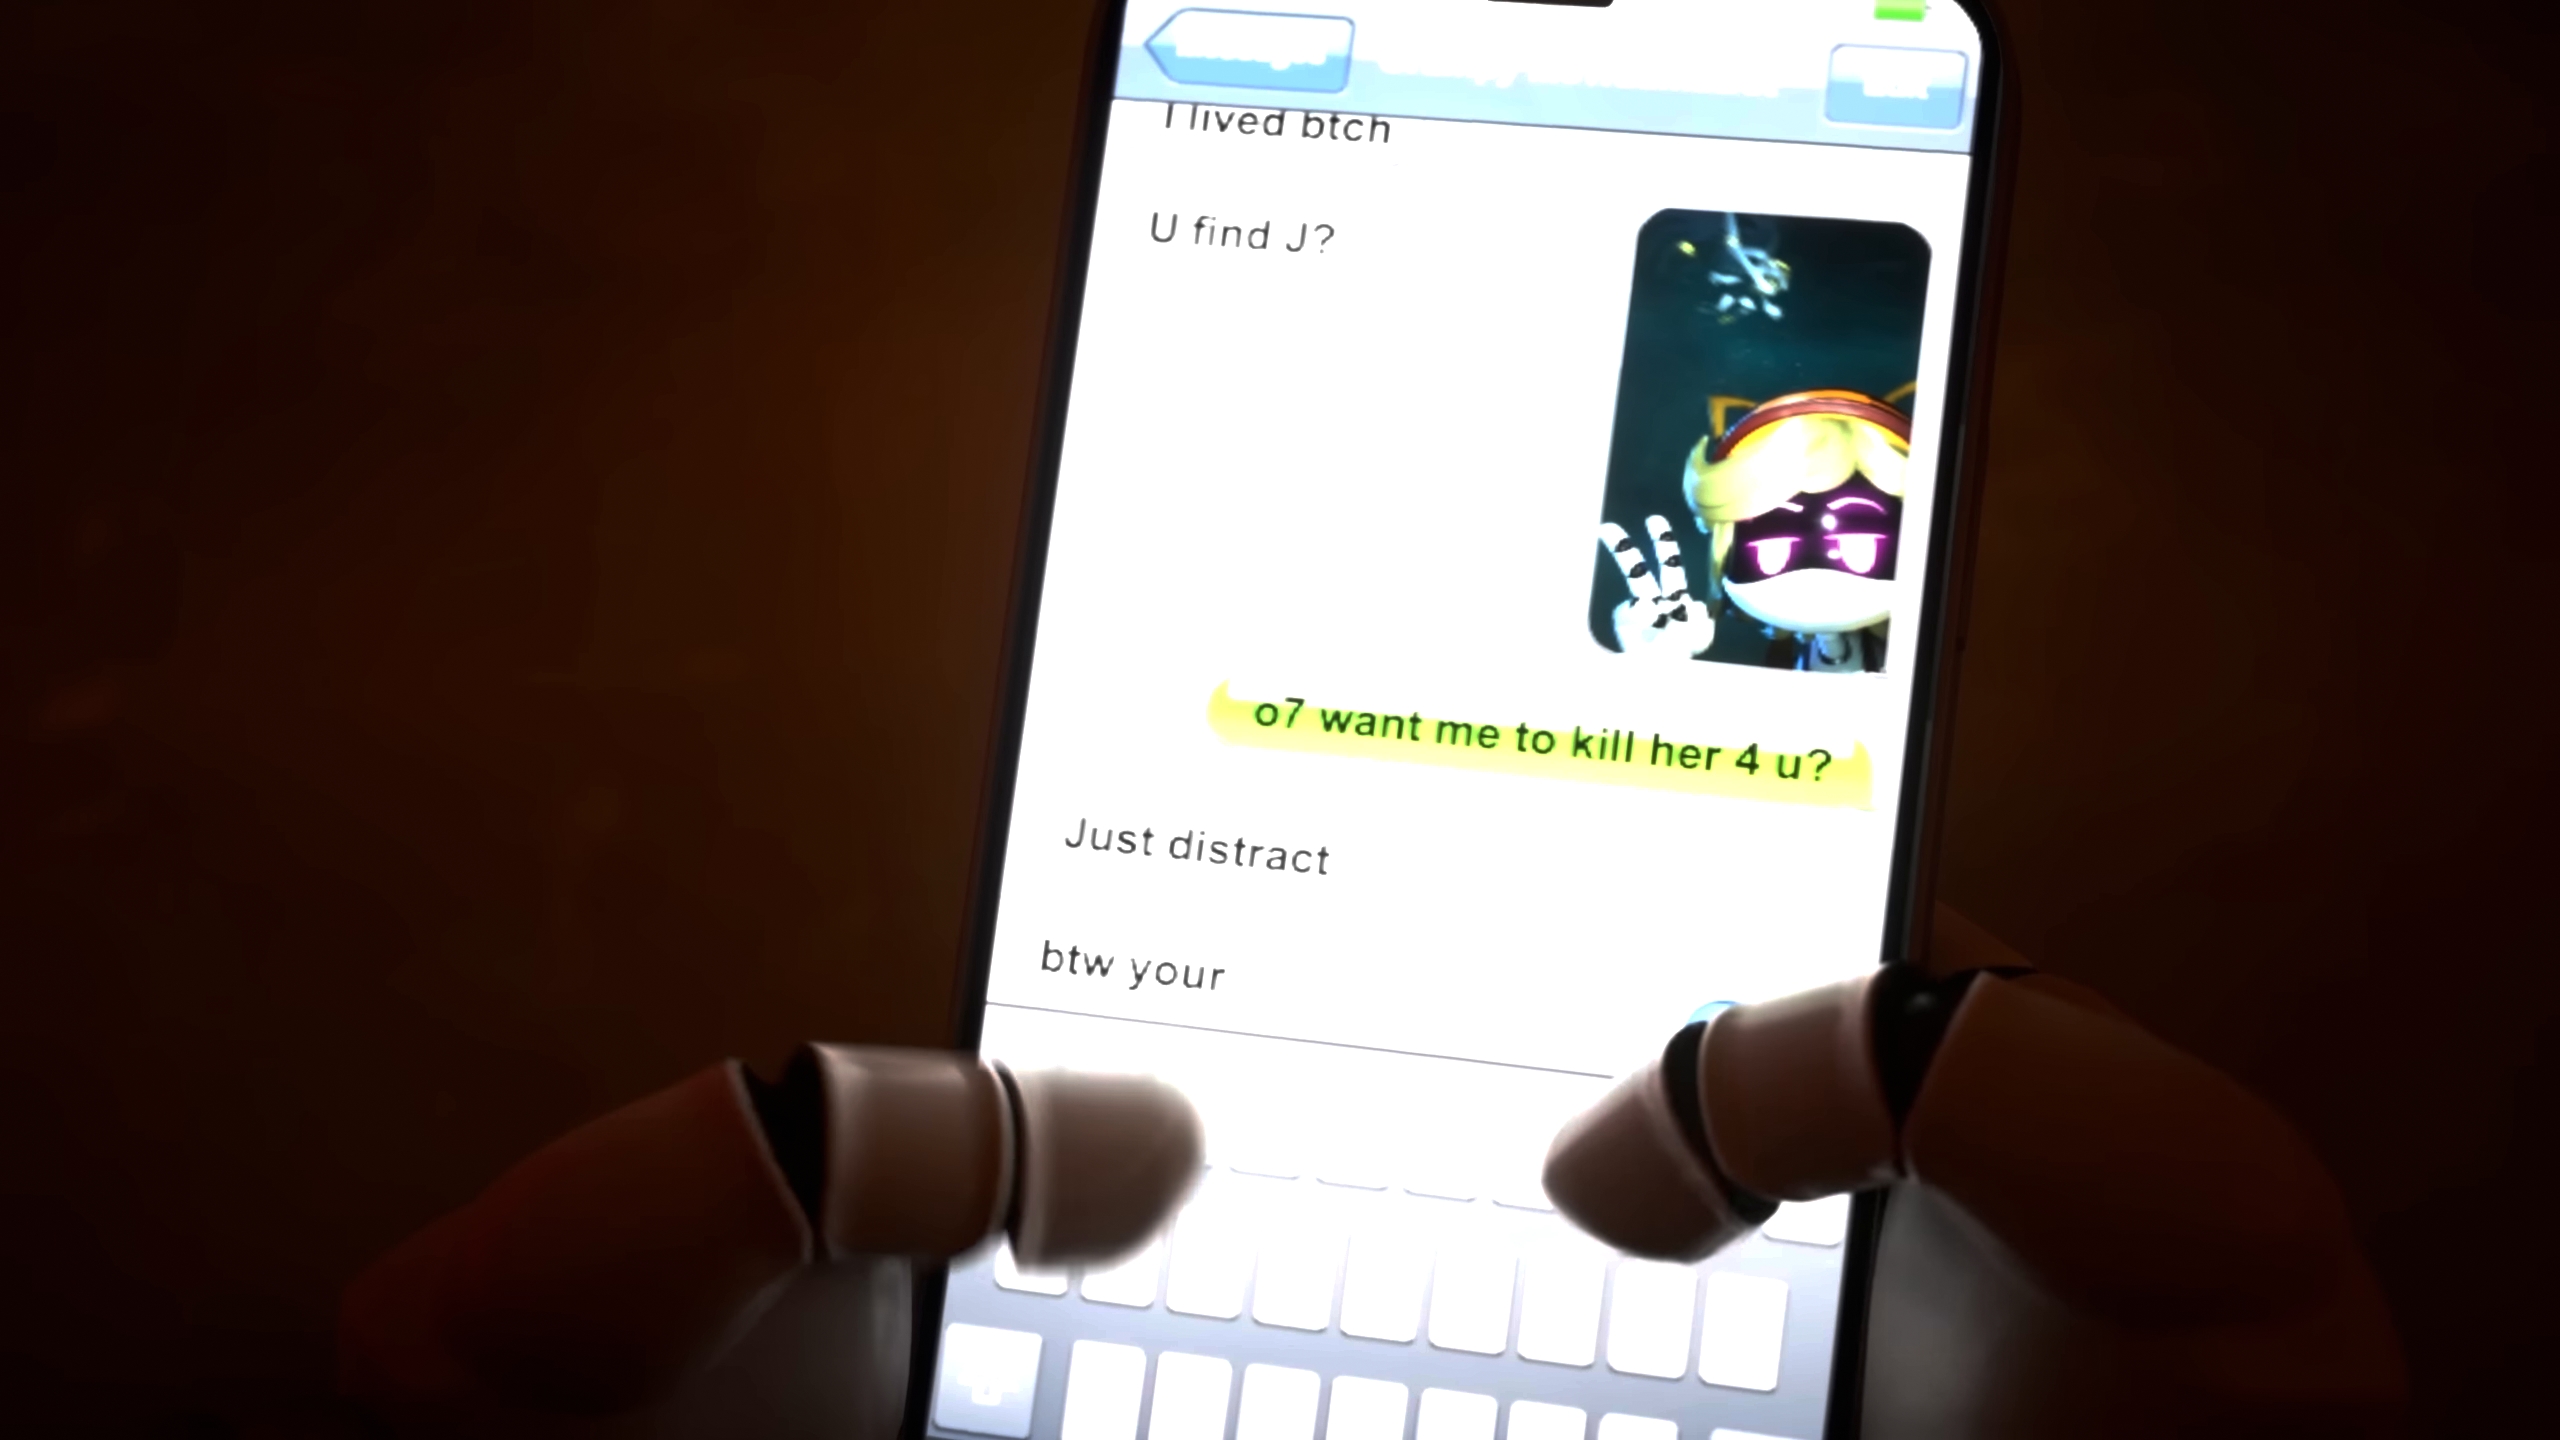 I lived btch
U find J?
o7 want me to kill her 4 u?
Just distract
btw your